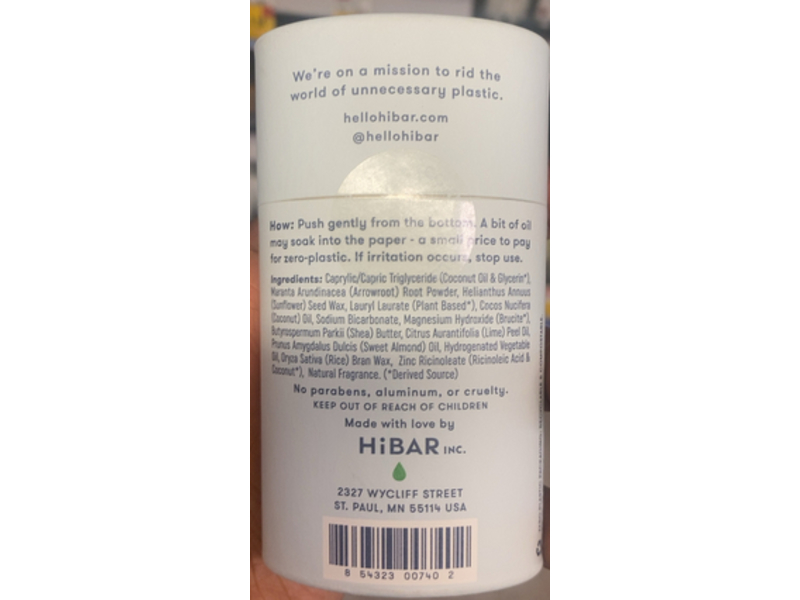 We're on a mission to rid the
world of unnecessary plastic.
hellohibar.com
@hellohibar
How: Push gently from the bottom. A bit of oil
may soak into the paper - a small price to pay
for zero-plastic. If irritation occurs, stop use.
Ingredients: Caprylic/Capric Triglyceride (Coconut Oil & Glycerin*),
Maranta Arundinacea (Arrowroot) Root Powder, Helianthus Annuus
(Sunflower) Seed Wax, Lauryl Laurate (Plant Based*), Cocos Nucifera
(Coconut) Oil, Sodium Bicarbonate, Magnesium Hydroxide (Brucite*),
Butyrospermum Parkii (Shea) Butter, Citrus Aurantifolia (Lime) Peel Oil,
Prunus Amygdalus Dulcis (Sweet Almond) Oil, Hydrogenated Vegetable
Oil, Oryza Sativa (Rice) Bran Wax, Zinc Ricinoleate (Ricinoleic Acid &
Coconut*), Natural Fragrance. (*Derived Source)
No parabens, aluminum, or cruelty.
KEEP OUT OF REACH OF CHILDREN
Made with love by
HiBAR INC.
2327 WYCLIFF STREET
ST. PAUL, MN 55114 USA
8 54323 00740 2